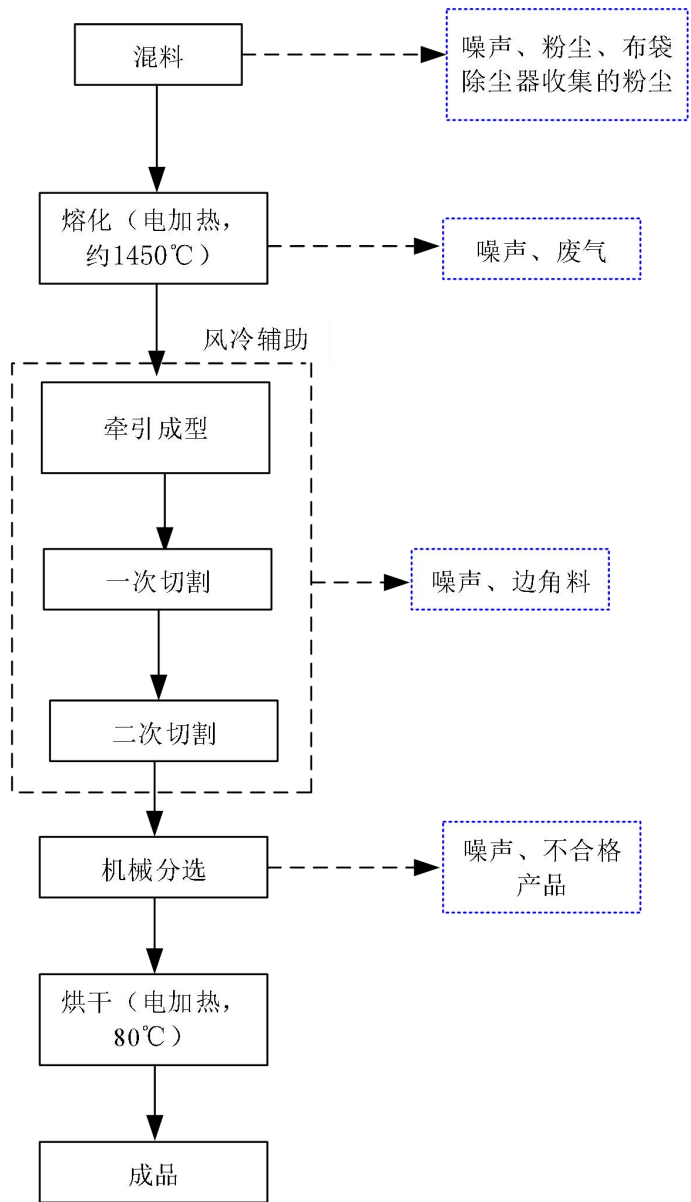 混料
噪声、粉尘、布袋
除尘器收集的粉尘
熔化（电加热，
约1450℃）
噪声、废气
风冷辅助
牵引成型
一次切割
噪声、边角料
二次切割
机械分选
噪声、不合格
产品
烘干（电加热，
80℃）
成品